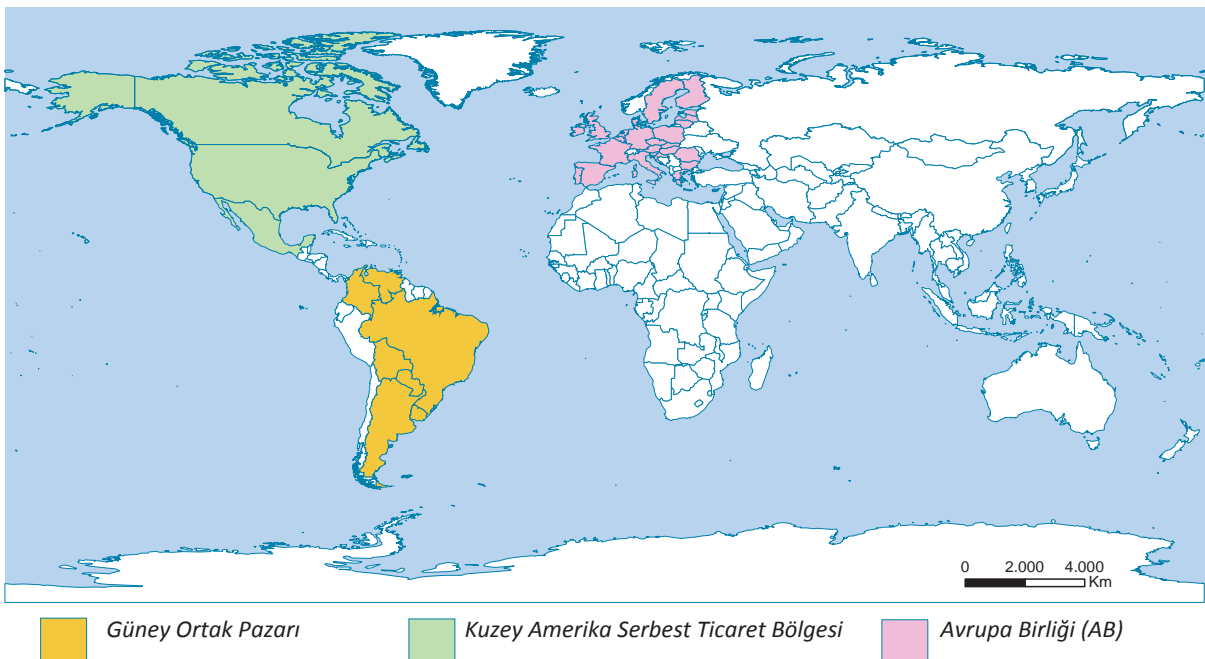 0 2.000 4.000
Km
Güney Ortak Pazarı
Kuzey Amerika Serbest Ticaret Bölgesi
Avrupa Birliği (AB)